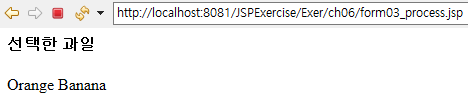 http://localhost:8081/JSPExercise/Exer/ch06/form03_process.jsp
선택한 과일
Orange Banana